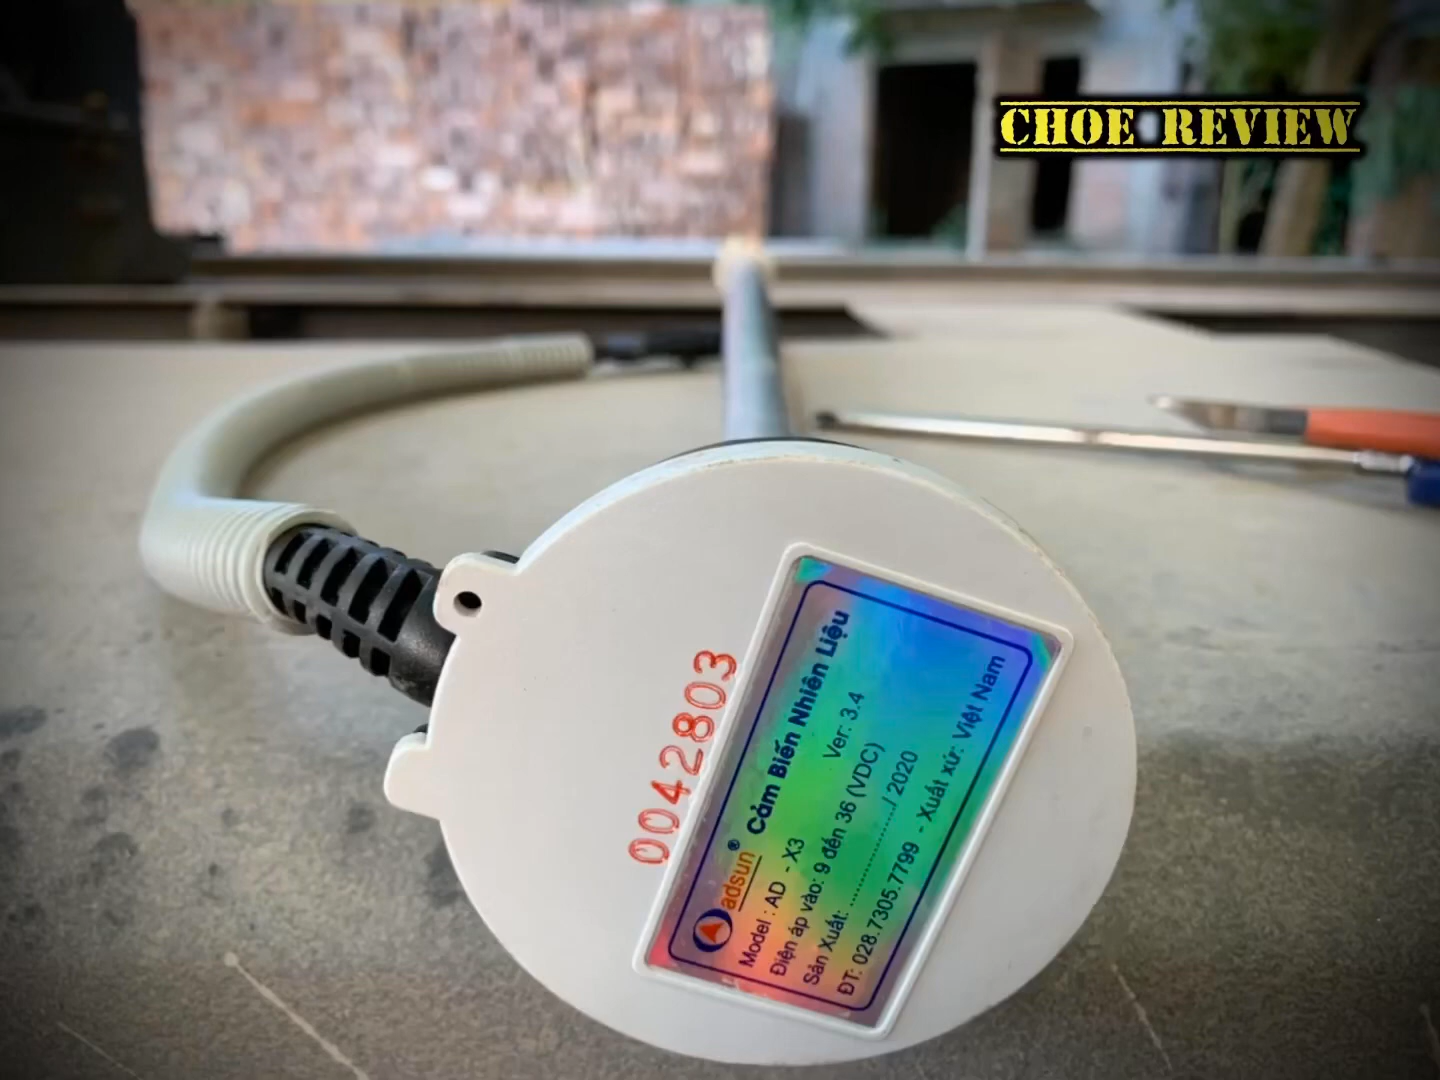 CHOE REVIEW
0042803
adsun® Cảm Biến Nhiên Liệu
Model : AD - X3 Ver: 3.4
Điện áp vào: 9 đến 36 (VDC)
Sản Xuất: ..................../ 2020
ĐT: 028.7305.7799 - Xuất xứ: Việt Nam